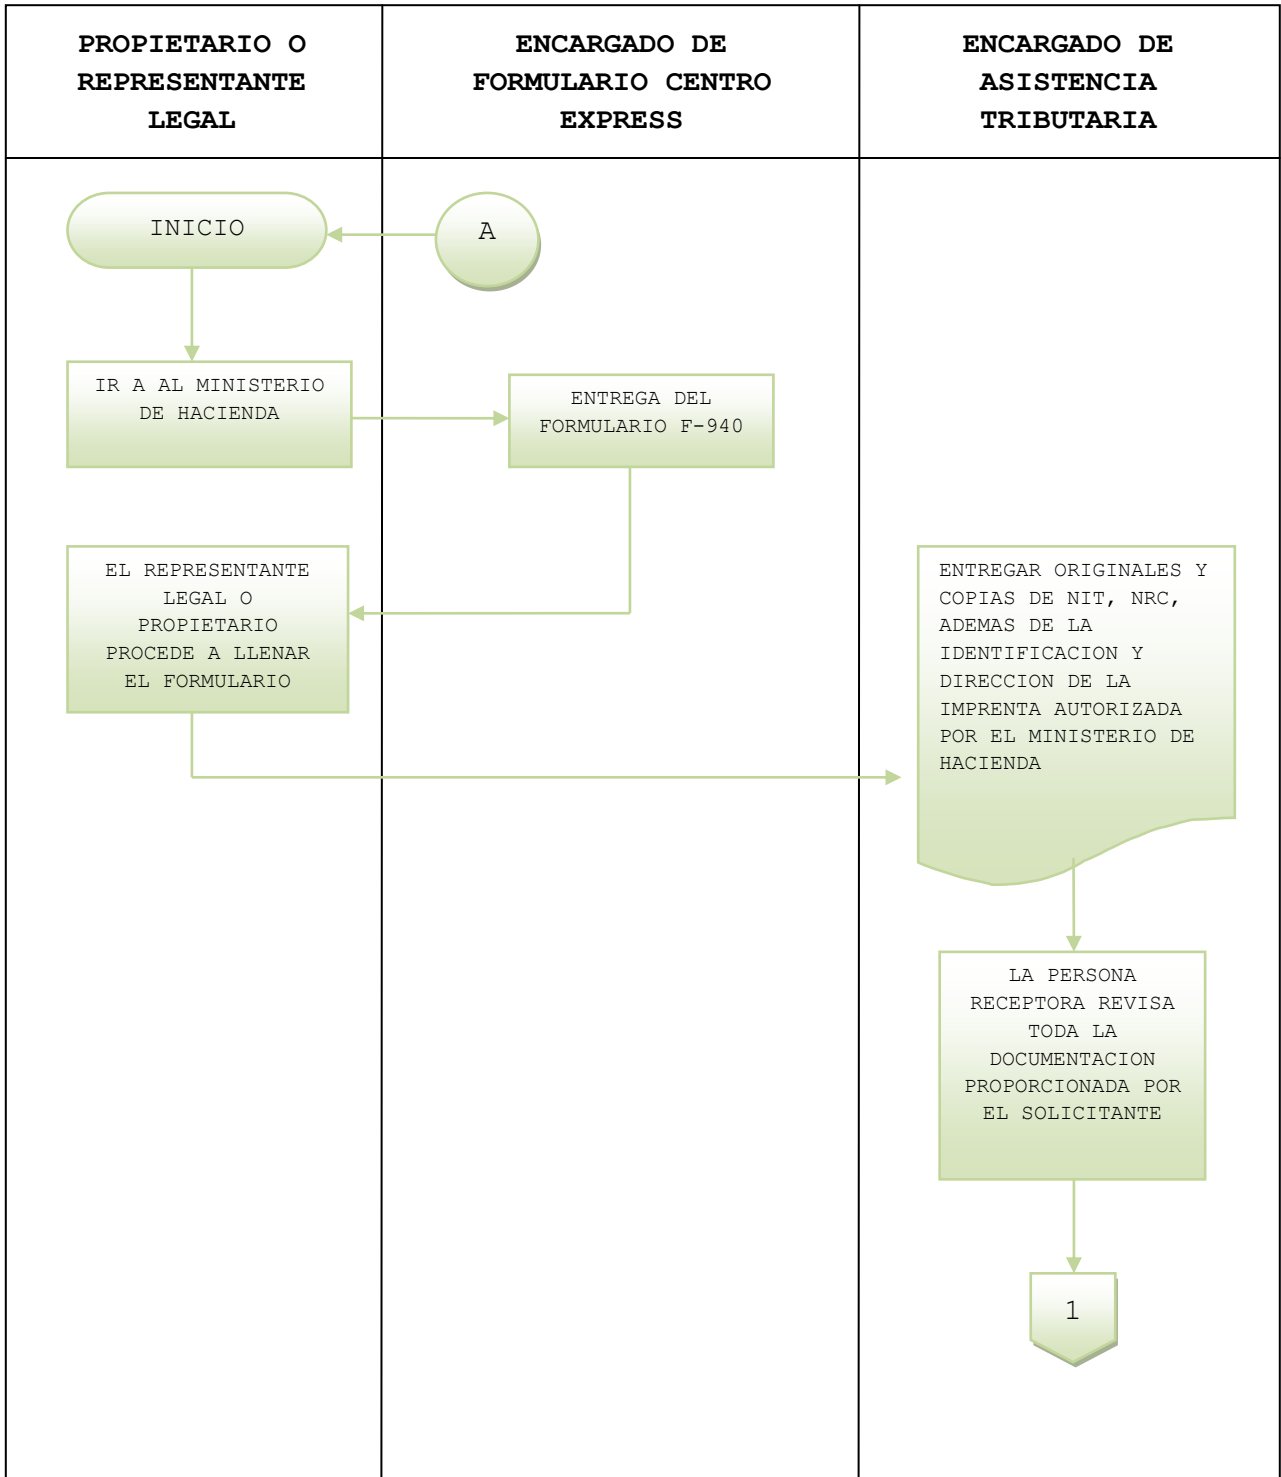 PROPIETARIO O
REPRESENTANTE
LEGAL
ENCARGADO DE
FORMULARIO CENTRO
EXPRESS
ENCARGADO DE
ASISTENCIA
TRIBUTARIA
INICIO
A
IR A AL MINISTERIO
DE HACIENDA
ENTREGA DEL
FORMULARIO F-940
EL REPRESENTANTE
LEGAL O
PROPIETARIO
PROCEDE A LLENAR
EL FORMULARIO
ENTREGAR ORIGINALES Y
COPIAS DE NIT, NRC,
ADEMAS DE LA
IDENTIFICACION Y
DIRECCION DE LA
IMPRENTA AUTORIZADA
POR EL MINISTERIO DE
HACIENDA
LA PERSONA
RECEPTORA REVISA
TODA LA
DOCUMENTACION
PROPORCIONADA POR
EL SOLICITANTE
1